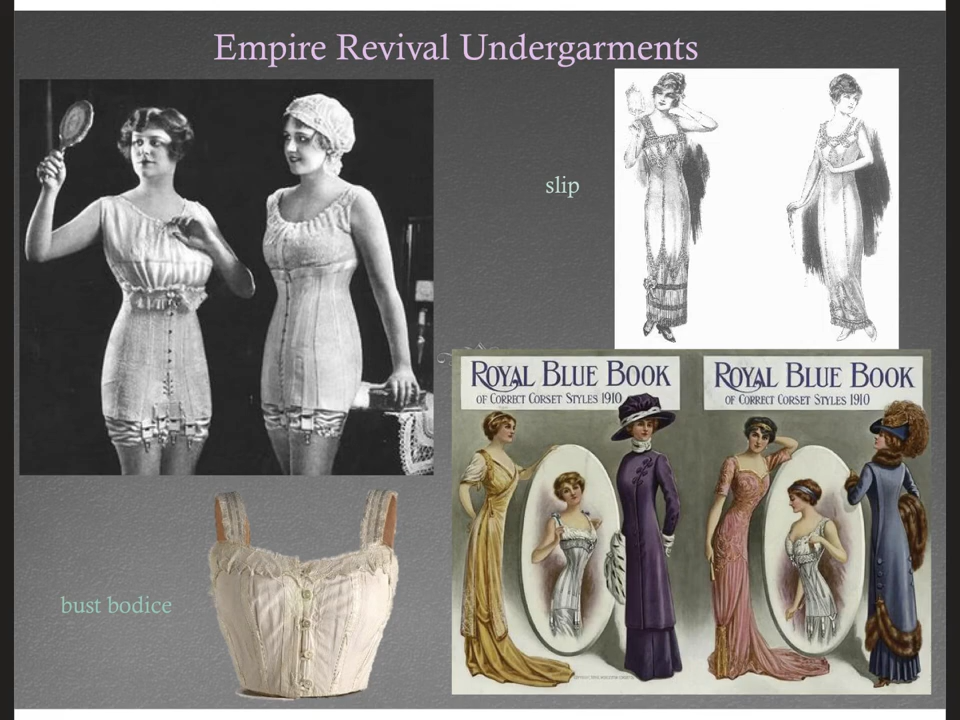 Empire Revival Undergarments
slip
ROYAL BLUE BOOK
OF CORRECT CORSET STYLES 1910
ROYAL BLUE BOOK
OF CORRECT CORSET STYLES 1910
bust bodice